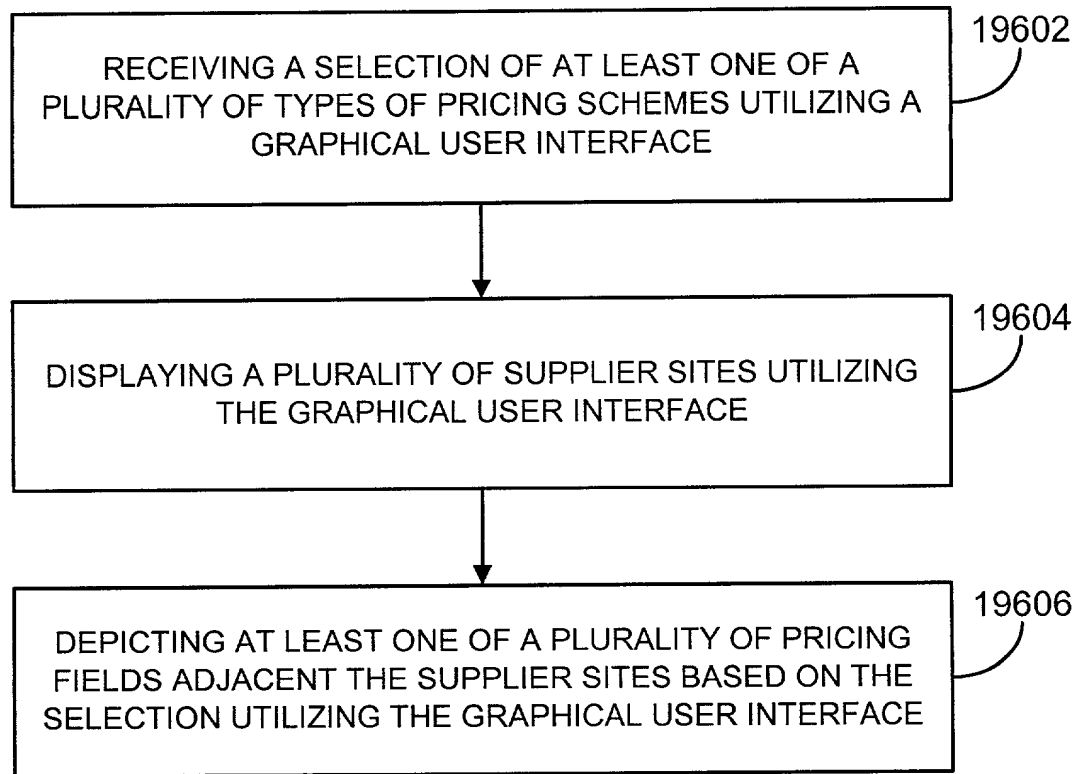 19602
RECEIVING A SELECTION OF AT LEAST ONE OF A
PLURALITY OF TYPES OF PRICING SCHEMES UTILIZING A
GRAPHICAL USER INTERFACE
19604
DISPLAYING A PLURALITY OF SUPPLIER SITES UTILIZING
THE GRAPHICAL USER INTERFACE
19606
DEPICTING AT LEAST ONE OF A PLURALITY OF PRICING
FIELDS ADJACENT THE SUPPLIER SITES BASED ON THE
SELECTION UTILIZING THE GRAPHICAL USER INTERFACE